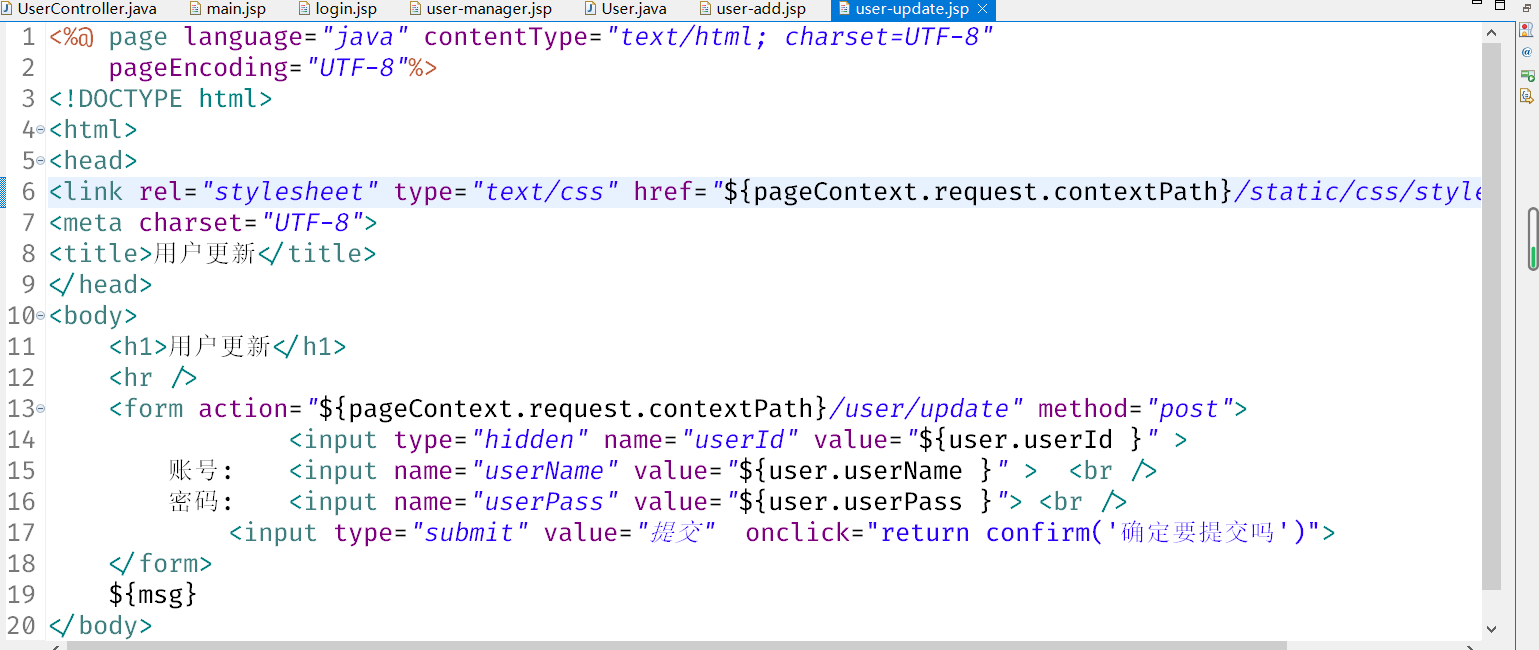 UserController.java main.jsp login.jsp user-manager.jsp User.java user-add.jsp user-update.jsp
1 <%@ page language="java" contentType="text/html; charset=UTF-8"
2 pageEncoding="UTF-8"%>
3 <!DOCTYPE html>
4 <html>
5 <head>
6 <link rel="stylesheet" type="text/css" href="${pageContext.request.contextPath}/static/css/style
7 <meta charset="UTF-8">
8 <title>用户更新</title>
9 </head>
10 <body>
11 <h1>用户更新</h1>
12 <hr />
13 <form action="${pageContext.request.contextPath}/user/update" method="post">
14 <input type="hidden" name="userId" value="${user.userId }" >
15 账号: <input name="userName" value="${user.userName }" > <br />
16 密码: <input name="userPass" value="${user.userPass }"> <br />
17 <input type="submit" value="提交" onclick="return confirm('确定要提交吗')">
18 </form>
19 ${msg}
20 </body>